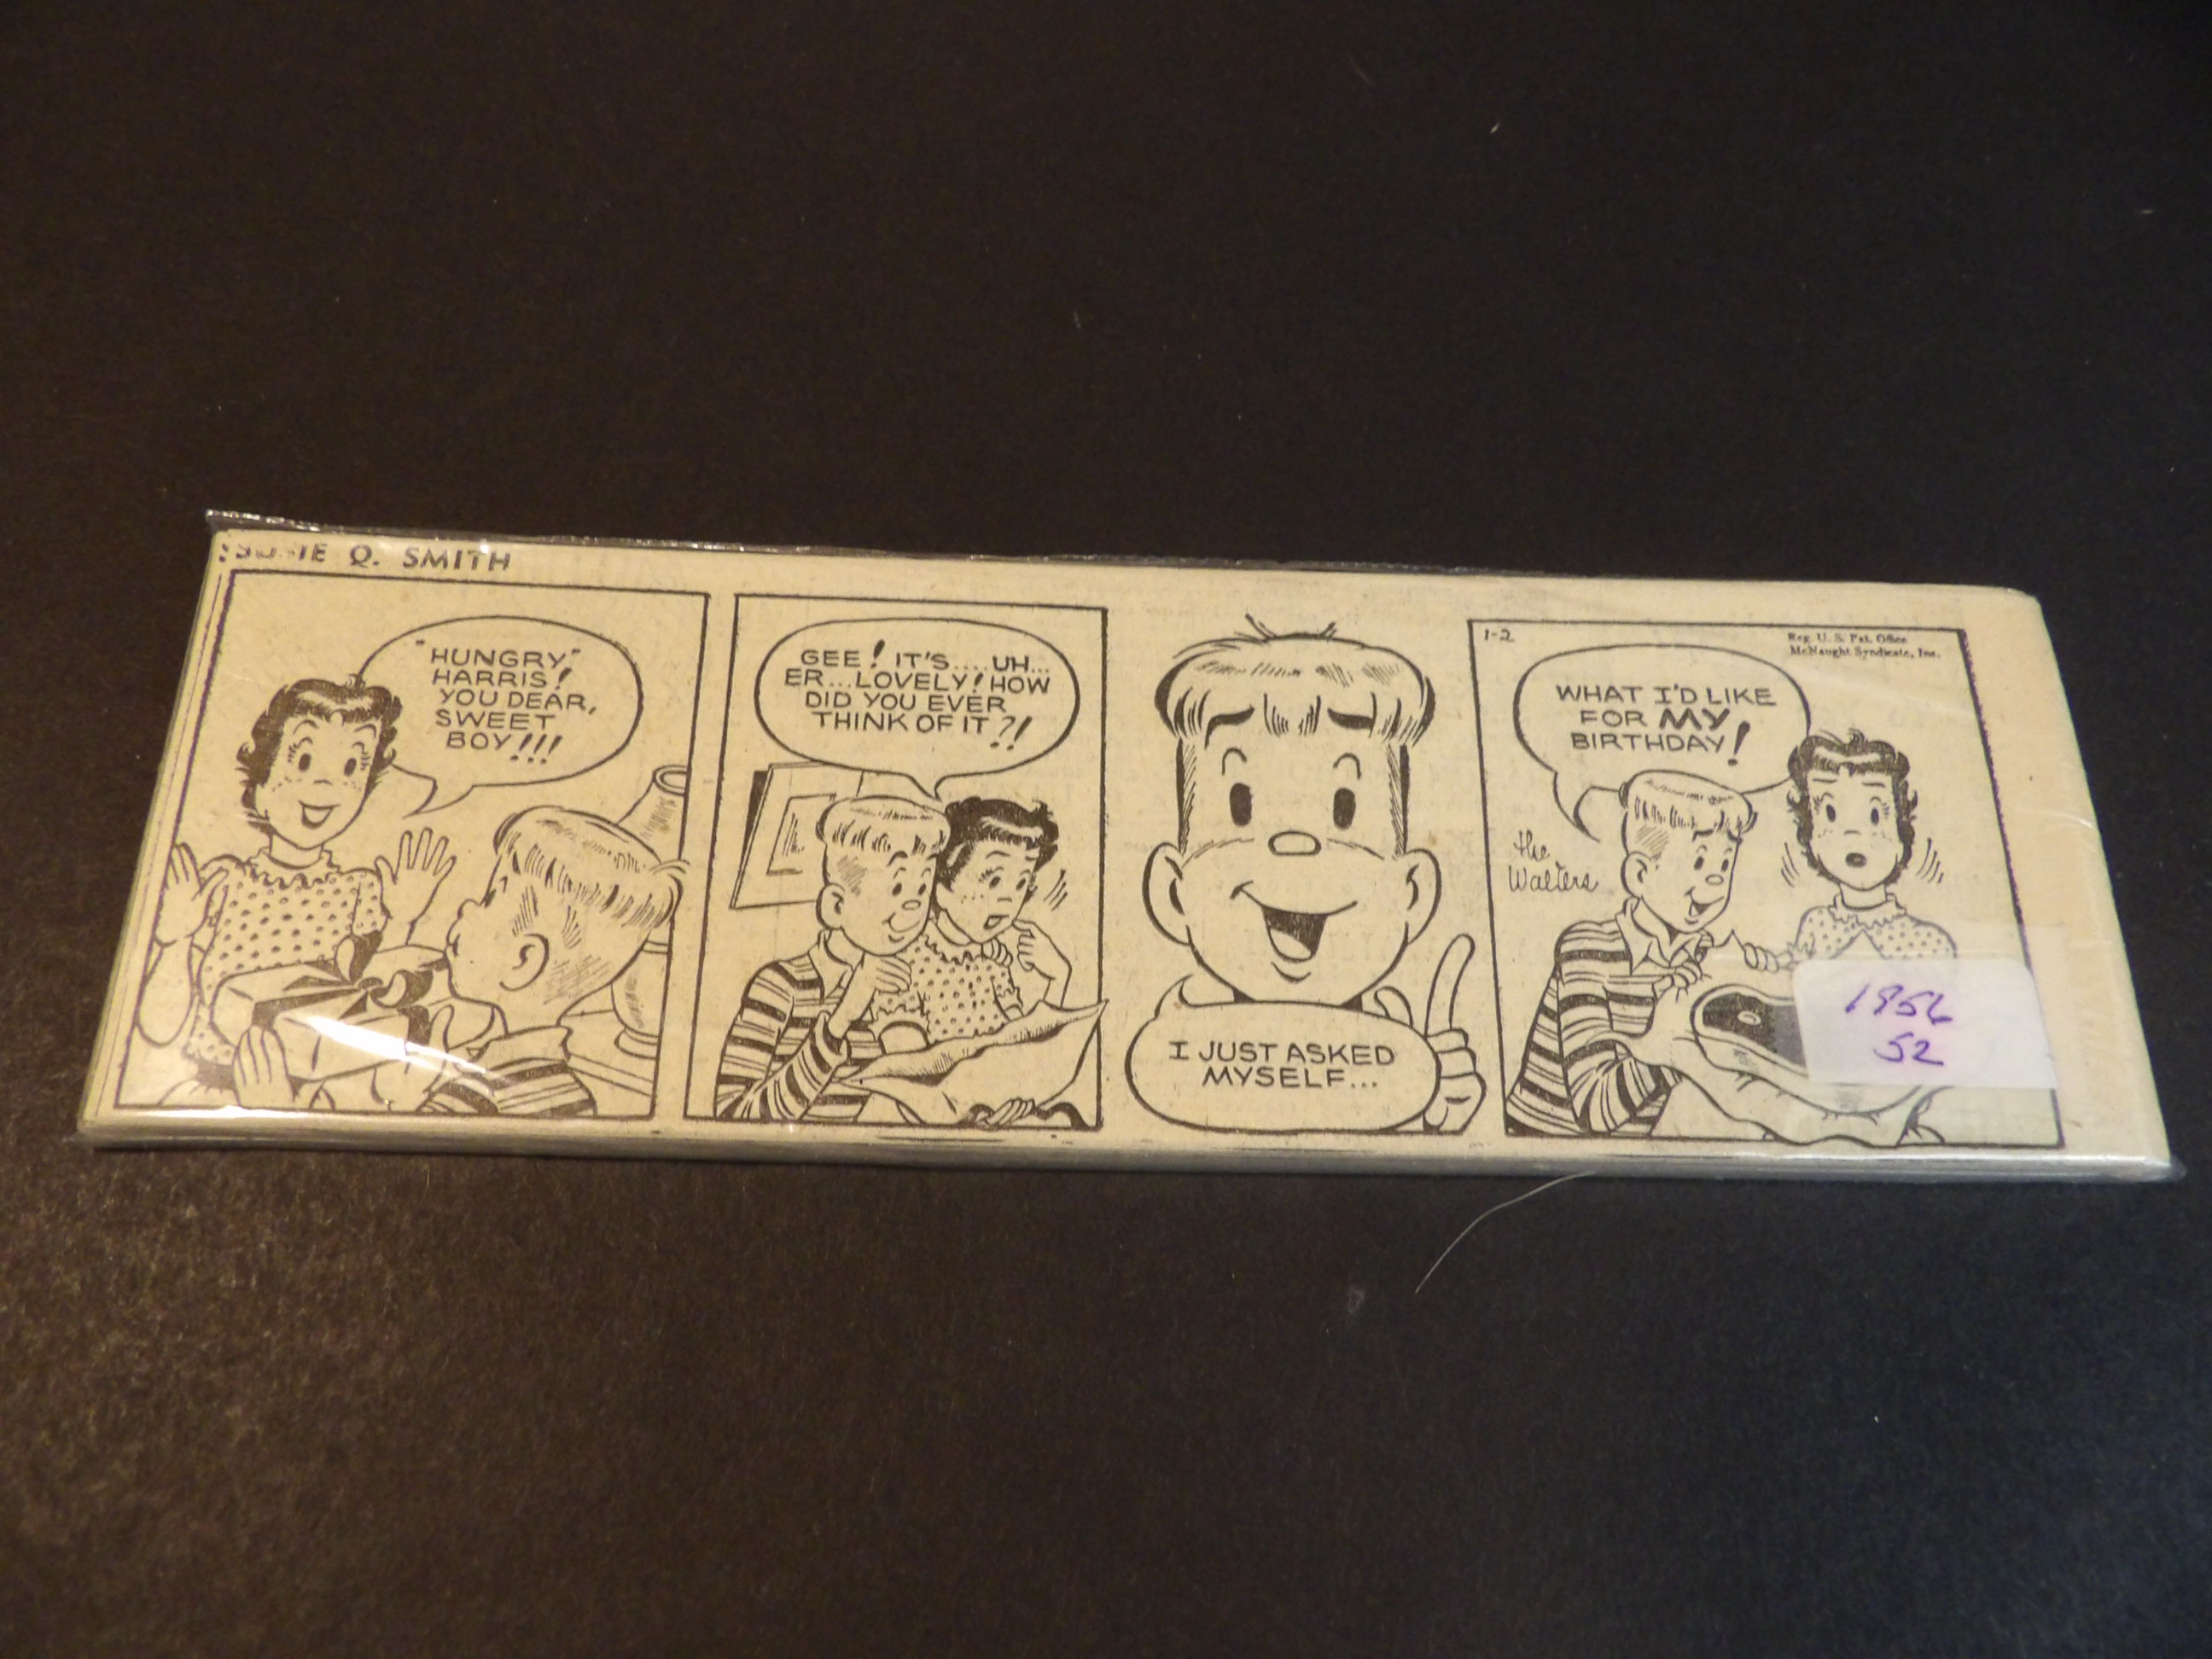 SUSIE Q. SMITH
"HUNGRY"
HARRIS!
YOU DEAR,
SWEET
BOY!!!
GEE! IT'S....UH...
ER...LOVELY! HOW
DID YOU EVER
THINK OF IT?!
I JUST ASKED
MYSELF...
1-2
Reg. U. S. Pat. Office
McNaught Syndicate, Inc.
WHAT I'D LIKE
FOR MY
BIRTHDAY!
the
Walters
1956
52